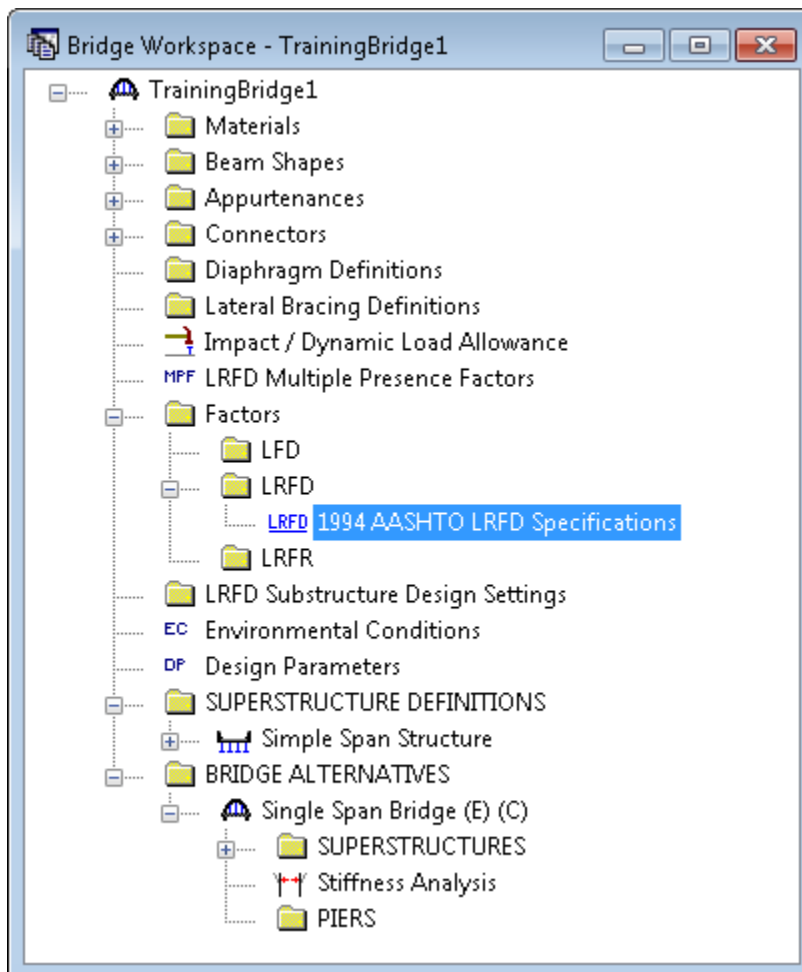 Bridge Workspace - TrainingBridge1
TrainingBridge1
Materials
Beam Shapes
Appurtenances
Connectors
Diaphragm Definitions
Lateral Bracing Definitions
Impact / Dynamic Load Allowance
MPF LRFD Multiple Presence Factors
Factors
LFD
LRFD
LRFD 1994 AASHTO LRFD Specifications
LRFR
LRFD Substructure Design Settings
EC Environmental Conditions
DP Design Parameters
SUPERSTRUCTURE DEFINITIONS
Simple Span Structure
BRIDGE ALTERNATIVES
Single Span Bridge (E) (C)
SUPERSTRUCTURES
Stiffness Analysis
PIERS